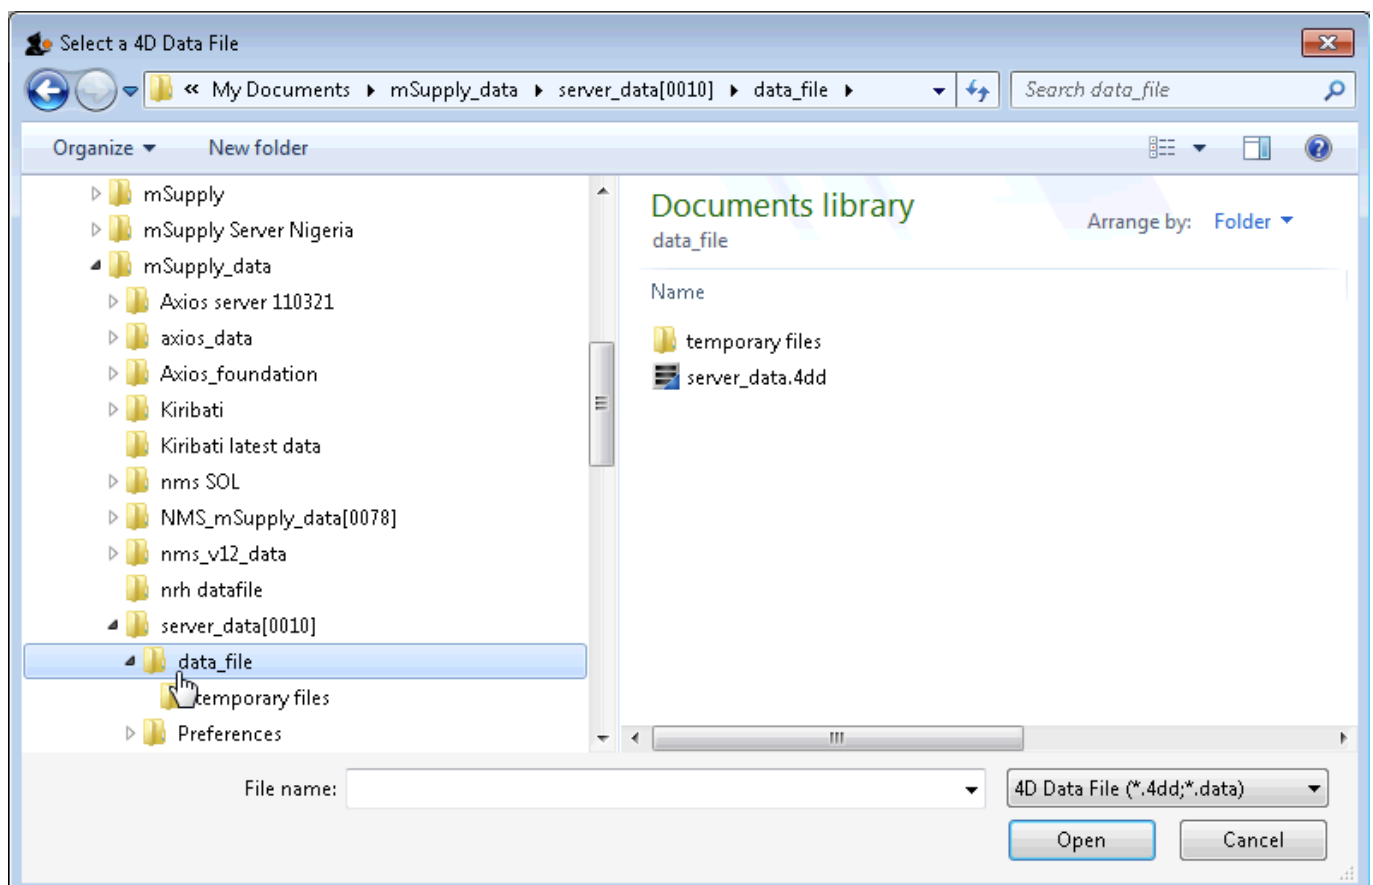 Select a 4D Data File
« My Documents ▸ mSupply_data ▸ server_data[0010] ▸ data_file ▸
Search data_file
Organize
New folder
mSupply
mSupply Server Nigeria
mSupply_data
Axios server 110321
axios_data
Axios_foundation
Kiribati
Kiribati latest data
nms SOL
NMS_mSupply_data[0078]
nms_v12_data
nrh datafile
server_data[0010]
data_file
temporary files
Preferences
Documents library
data_file
Arrange by: Folder
Name
temporary files
server_data.4dd
File name:
4D Data File (*.4dd;*.data)
Open
Cancel